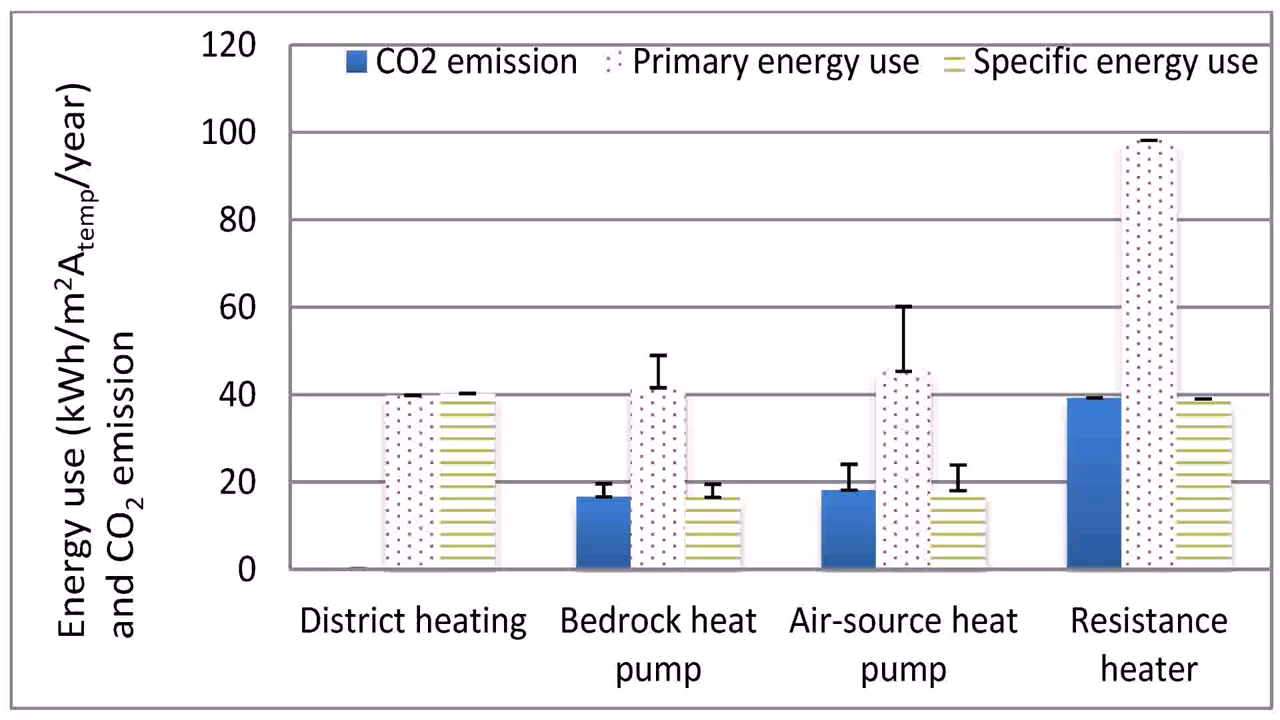 Energy use (kWh/m²A_temp/year)
and CO₂ emission
120
100
80
60
40
20
0
CO2 emission Primary energy use Specific energy use
District heating
Bedrock heat
pump
Air-source heat
pump
Resistance
heater